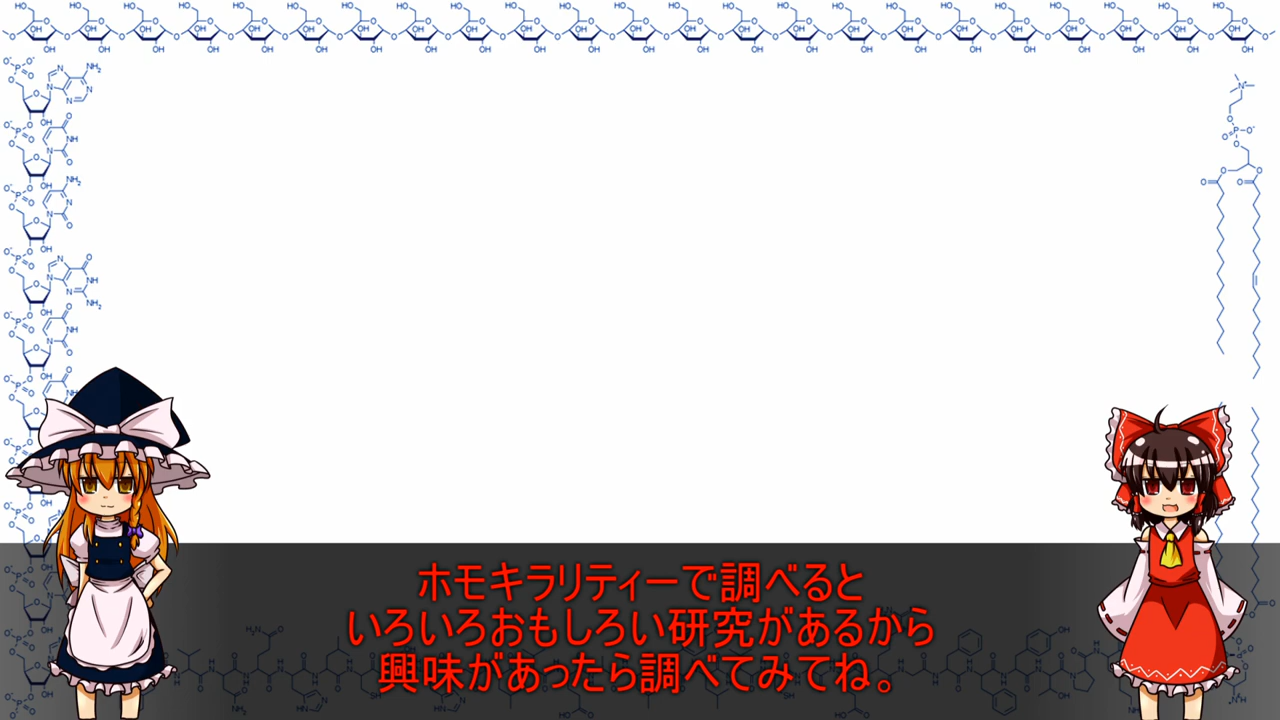 ホモキラリティーで調べると
いろいろおもしろい研究があるから
興味があったら調べてみてね。